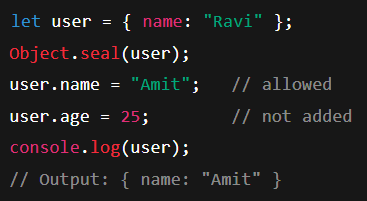 let user = { name: "Ravi" };
Object.seal(user);
user.name = "Amit";   // allowed
user.age = 25;        // not added
console.log(user);
// Output: { name: "Amit" }